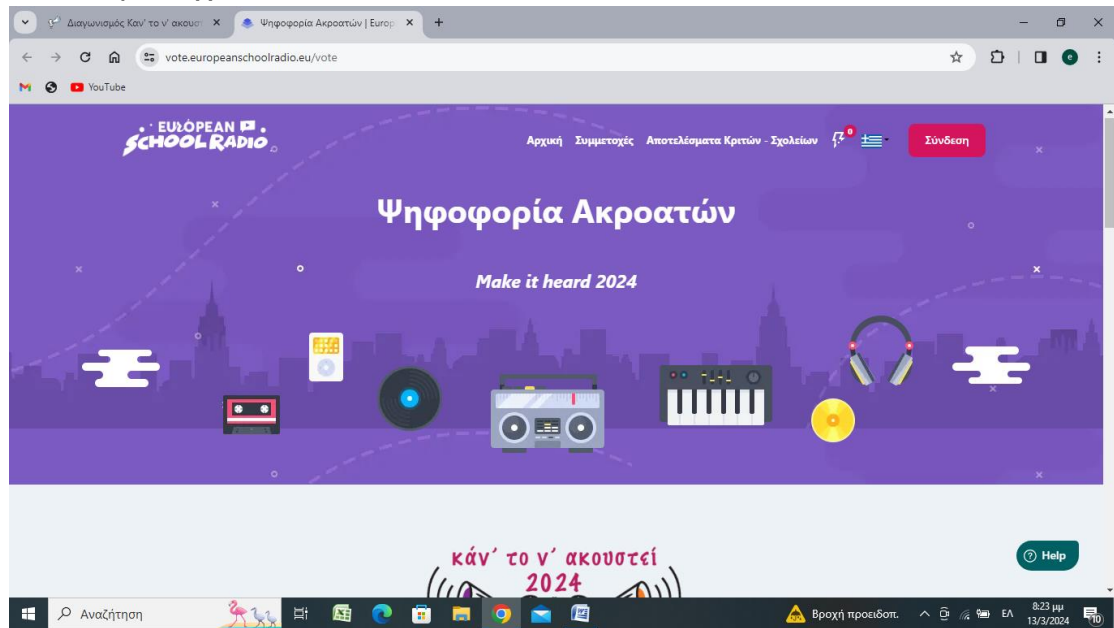 Διαγωνισμός Καν' το ν' ακουσ
Ψηφοφορία Ακροατών | Europ
vote.europeanschoolradio.eu/vote
e
YouTube
EUρOPEAN
SCHOOL RADIO
Αρχική Συμμετοχές Αποτελέσματα Κριτών - Σχολείων 0 Σύνδεση
Ψηφοφορία Ακροατών
Make it heard 2024
κάν' το ν' ακουστεί
2024
Help
Αναζήτηση
Βροχή προειδοπ.
ΕΛ
8:23 μμ
13/3/2024
10